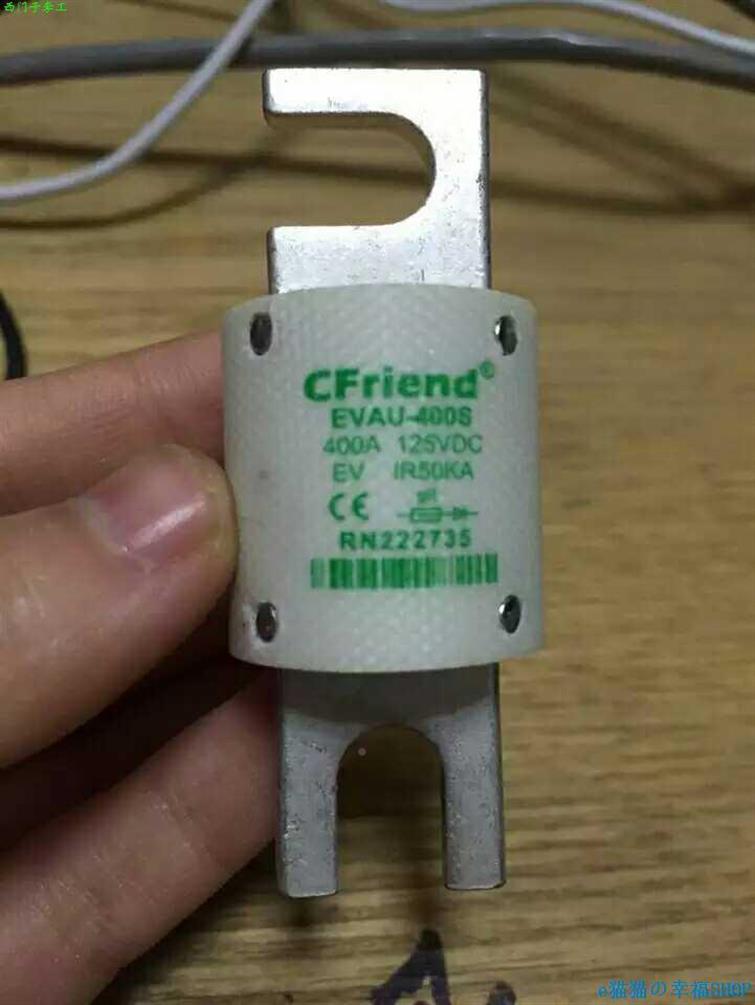 西门子李工
CFriend®
EVAU-400S
400A 125VDC
EV IR50KA
CE
RN222735
e猫猫の幸福SHOP